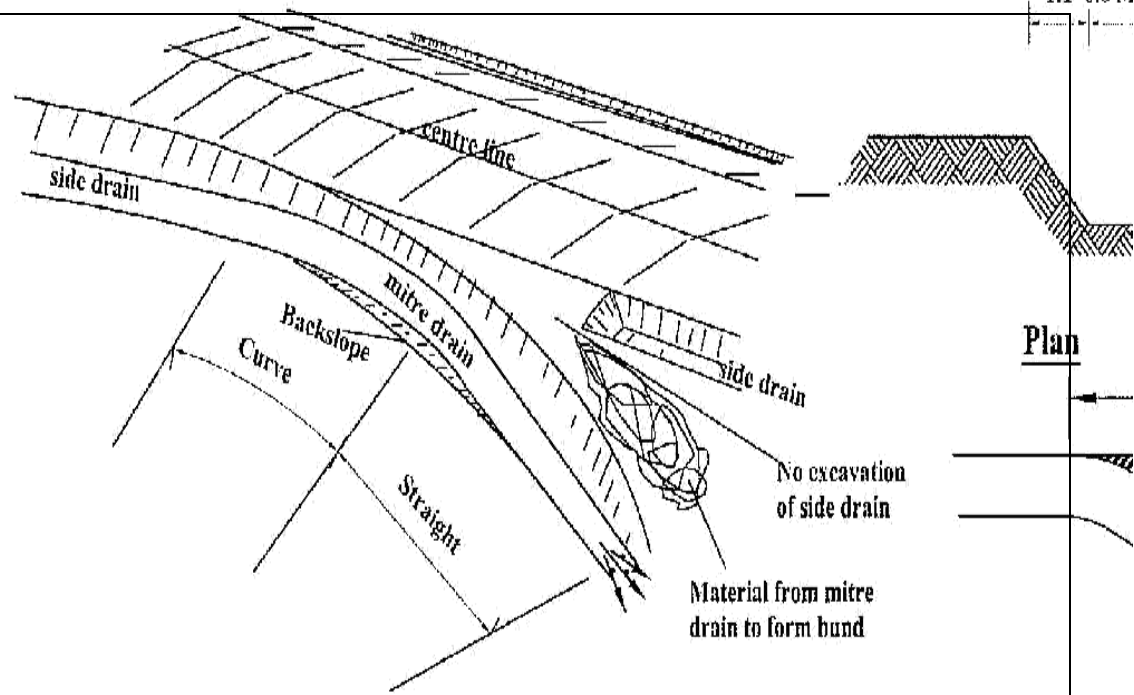 centre line
side drain
mitre drain
Backslope
Curve
Straight
side drain
Plan
No excavation
of side drain
Material from mitre
drain to form bund